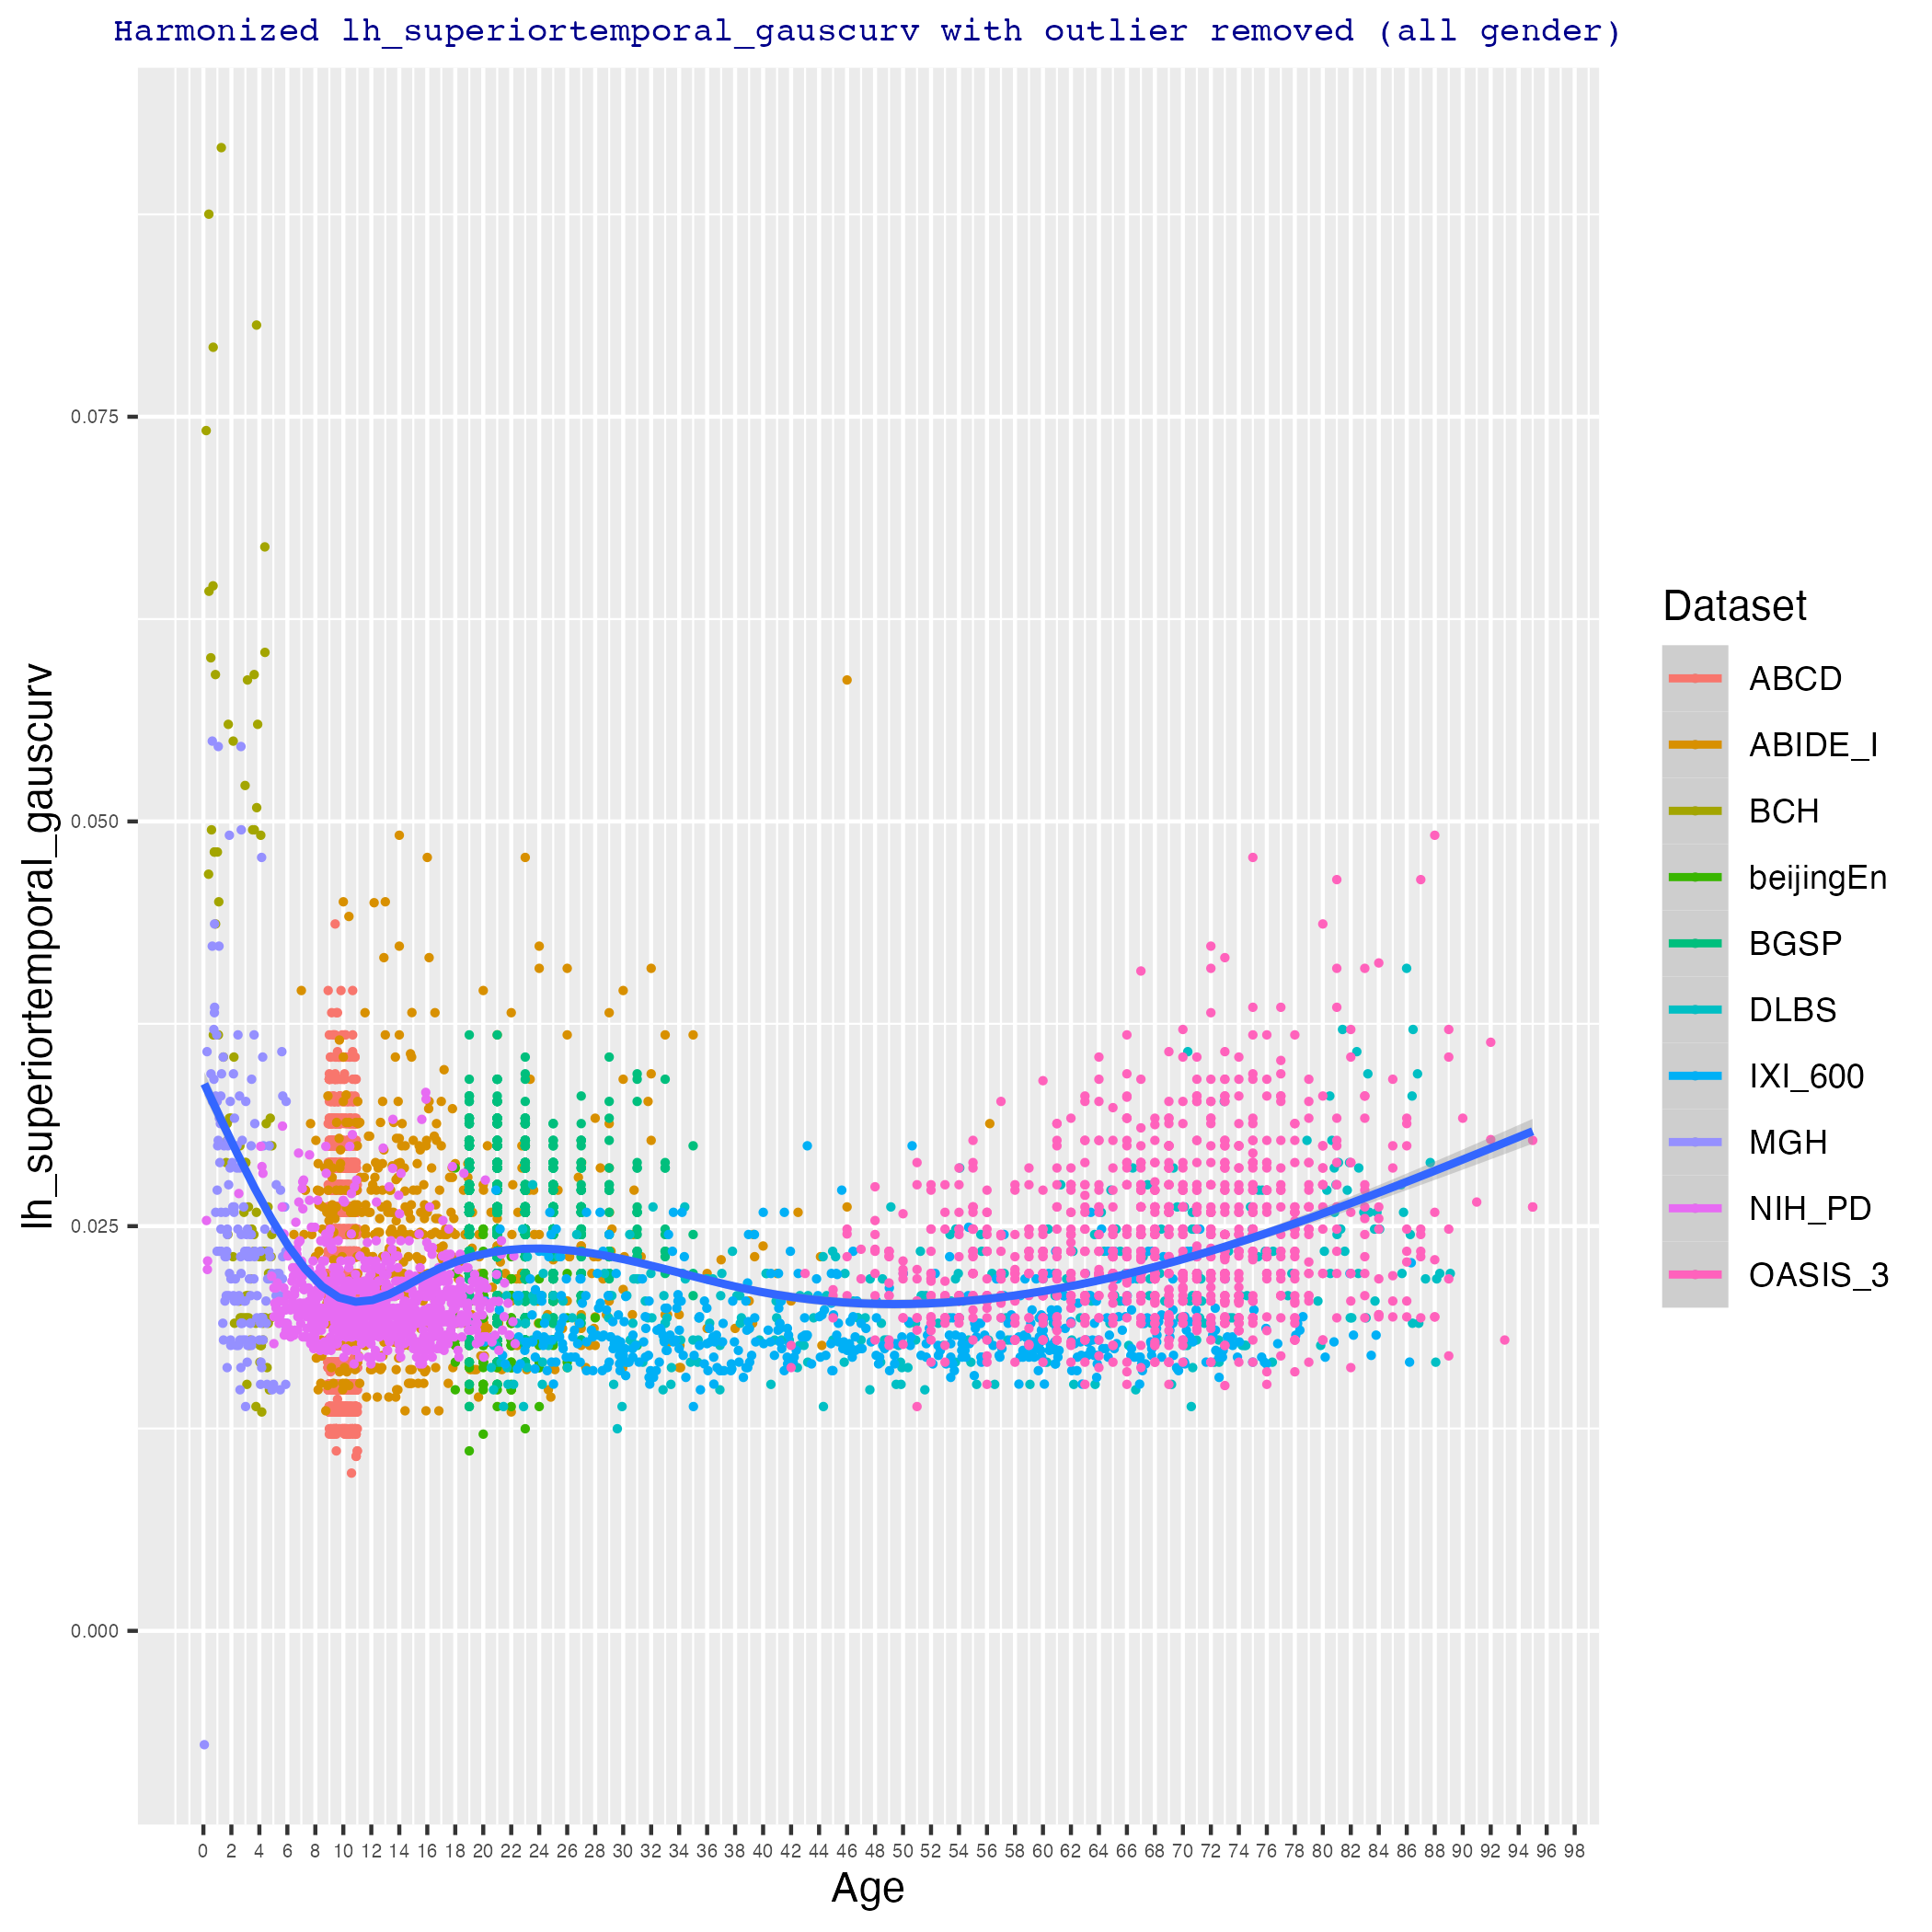 Harmonized lh_superiortemporal_gauscurv with outlier removed (all gender)
lh_superiortemporal_gauscurv
0.075
0.050
0.025
0.000
0 2 4 6 8 10 12 14 16 18 20 22 24 26 28 30 32 34 36 38 40 42 44 46 48 50 52 54 56 58 60 62 64 66 68 70 72 74 76 78 80 82 84 86 88 90 92 94 96 98
Age
Dataset
ABCD
ABIDE_I
BCH
beijingEn
BGSP
DLBS
IXI_600
MGH
NIH_PD
OASIS_3